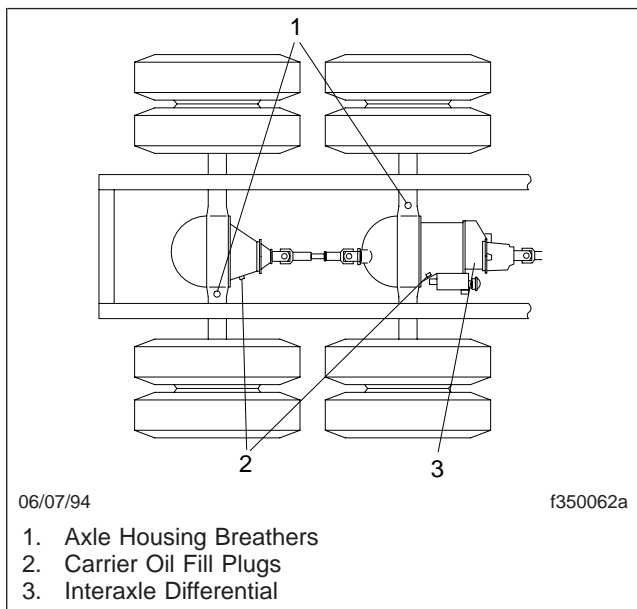 1
2
3
06/07/94 f350062a
1. Axle Housing Breathers
2. Carrier Oil Fill Plugs
3. Interaxle Differential